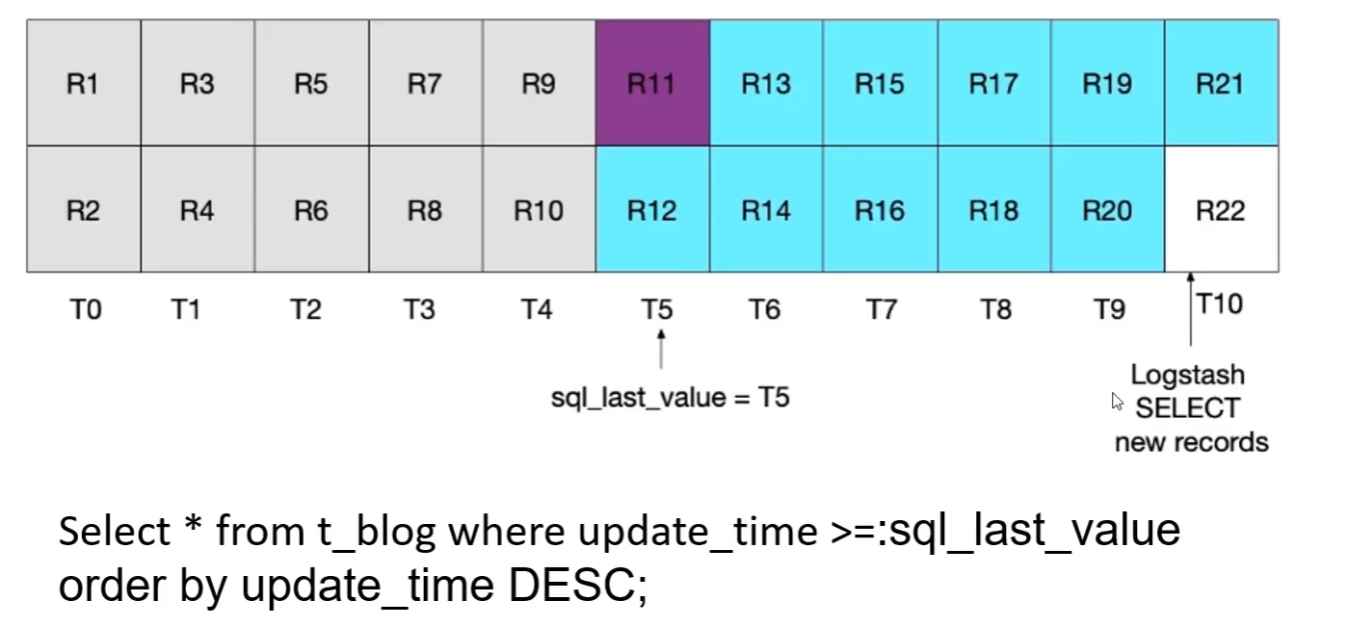 R1 R3 R5 R7 R9 R11 R13 R15 R17 R19 R21
R2 R4 R6 R8 R10 R12 R14 R16 R18 R20 R22
T0 T1 T2 T3 T4 T5 T6 T7 T8 T9 T10
sql_last_value = T5
Logstash
SELECT
new records
Select * from t_blog where update_time >=:sql_last_value
order by update_time DESC;